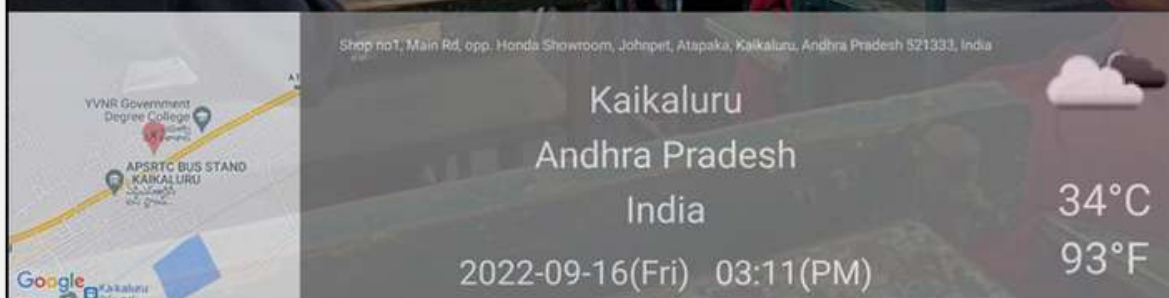 Shop no1, Main Rd, opp. Honda Showroom, Johnpet, Atapaka, Kaikaluru, Andhra Pradesh 521333, India
Kaikaluru
Andhra Pradesh
India
2022-09-16(Fri) 03:11(PM)
34°C
93°F
YVNR Government
Degree College
APSRTC BUS STAND
KAIKALURU
Google
Kaikaluru